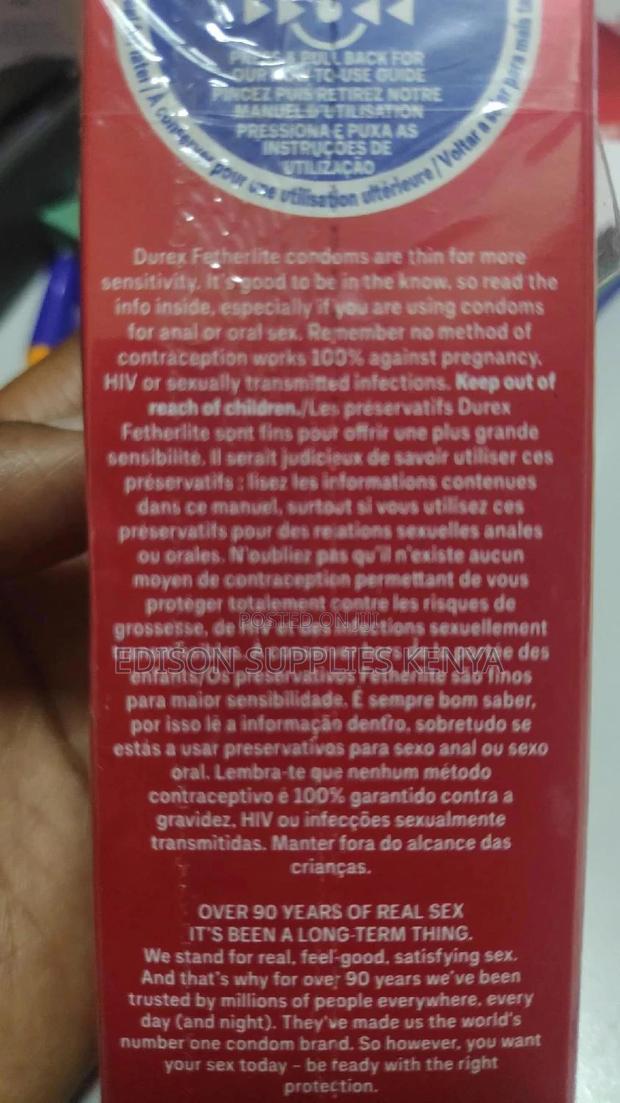 PRESS & PULL BACK FOR
OUR EASY-TO-USE GUIDE
PINCEZ PUIS RETIREZ NOTRE
MANUEL D'UTILISATION
PRESSIONA E PUXA AS
INSTRUÇÕES DE
UTILIZAÇÃO
later / À conserver pour une utilisation ultérieure / Voltar a para mais
Durex Fetherlite condoms are thin for more
sensitivity. It's good to be in the know, so read the
info inside, especially if you are using condoms
for anal or oral sex. Remember no method of
contraception works 100% against pregnancy,
HIV or sexually transmitted infections. Keep out of
reach of children./Les préservatifs Durex
Fetherlite sont fins pour offrir une plus grande
sensibilité. Il serait judicieux de savoir utiliser ces
préservatifs : lisez les informations contenues
dans ce manuel, surtout si vous utilisez ces
préservatifs pour des relations sexuelles anales
ou orales. N'oubliez pas qu'il n'existe aucun
moyen de contraception permettant de vous
protéger totalement contre les risques de
POSTED ON JIJI
grossesse, de HIV et des infections sexuellement
EDISON SUPPLIES KENYA
des
enfants/Os preservativos Fetherlite são finos
para maior sensibilidade. É sempre bom saber,
por isso lê a informação dentro, sobretudo se
estás a usar preservativos para sexo anal ou sexo
oral. Lembra-te que nenhum método
contraceptivo é 100% garantido contra a
gravidez, HIV ou infecções sexualmente
transmitidas. Manter fora do alcance das
crianças.
OVER 90 YEARS OF REAL SEX
IT'S BEEN A LONG-TERM THING.
We stand for real, feel-good, satisfying sex.
And that's why for over 90 years we've been
trusted by millions of people everywhere, every
day (and night). They've made us the world's
number one condom brand. So however, you want
your sex today – be ready with the right
protection.